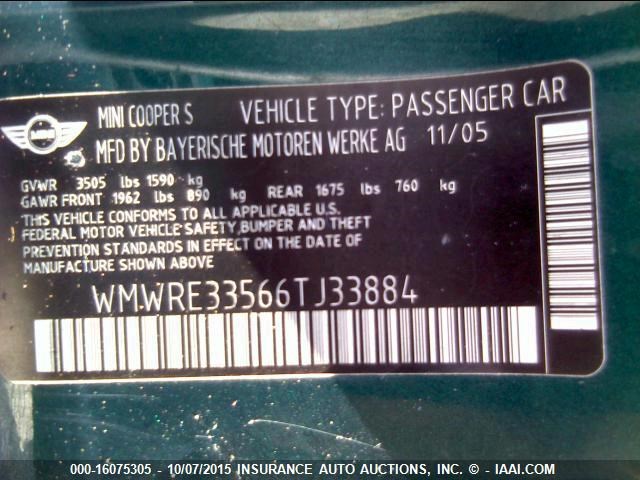 MINI COOPER S VEHICLE TYPE: PASSENGER CAR
MINI
MFD BY BAYERISCHE MOTOREN WERKE AG 11/05
GVWR 3505 lbs 1590 kg
GAWR FRONT 1962 lbs 890 kg REAR 1675 lbs 760 kg
THIS VEHICLE CONFORMS TO ALL APPLICABLE U.S.
FEDERAL MOTOR VEHICLE SAFETY, BUMPER AND THEFT
PREVENTION STANDARDS IN EFFECT ON THE DATE OF
MANUFACTURE SHOWN ABOVE
WMWRE33566TJ33884
000-16075305 - 10/07/2015 INSURANCE AUTO AUCTIONS, INC. - IAAI.COM